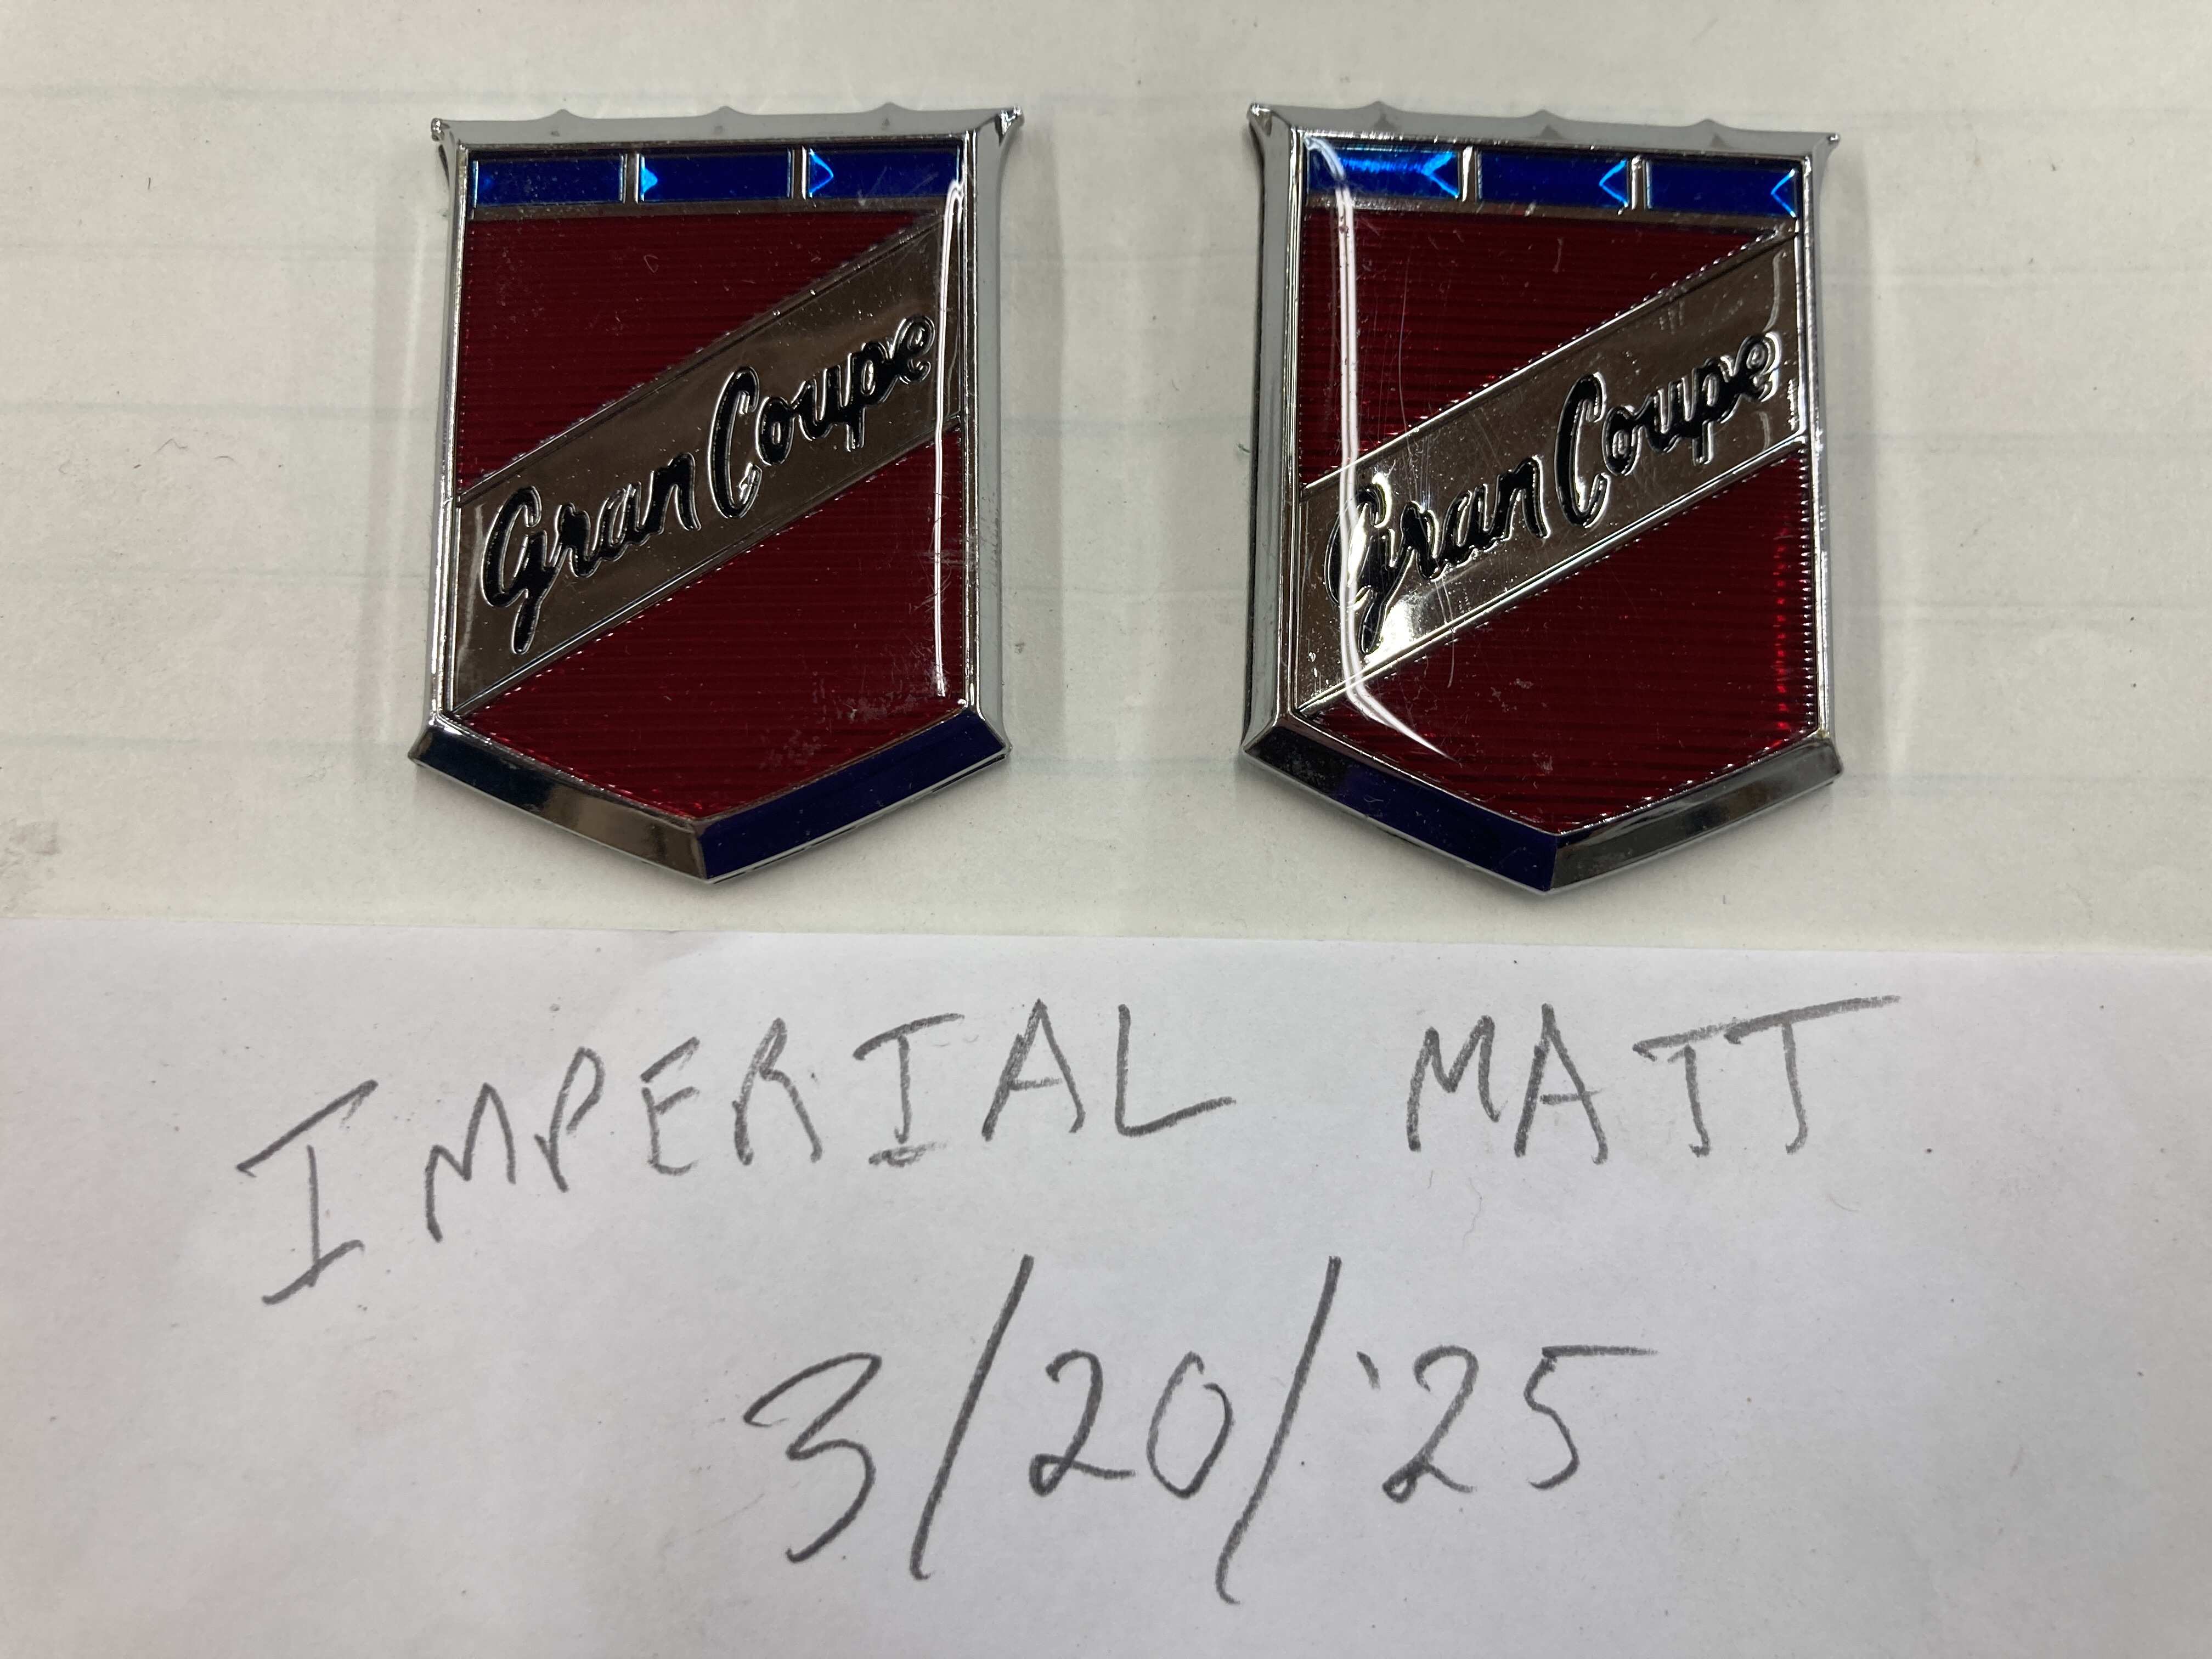 Gran Coupe
Gran Coupe
IMPERIAL MATT
3/20/'25